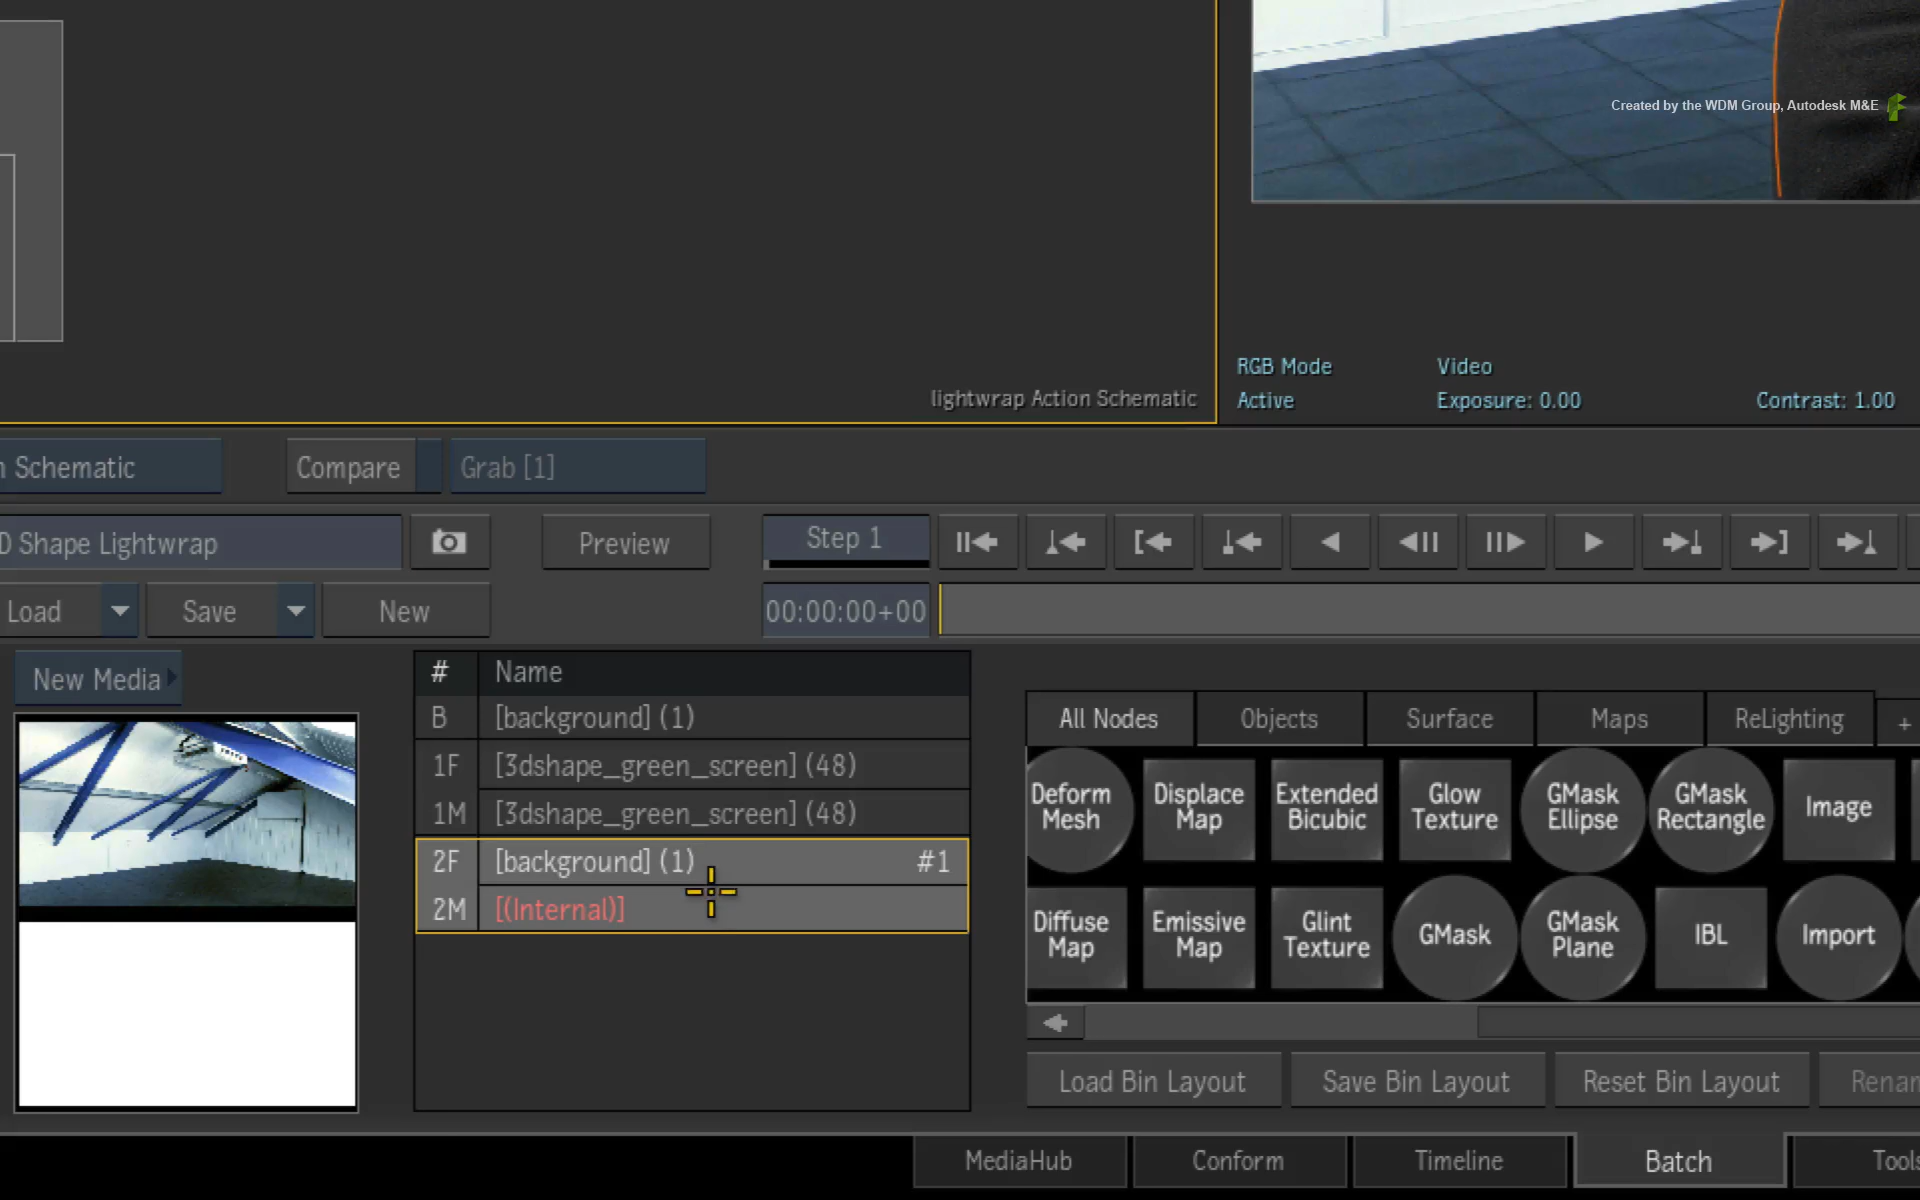 Created by the WDM Group, Autodesk M&E
RGB Mode Video
lightwrap Action Schematic Active Exposure: 0.00 Contrast: 1.00
Schematic Compare Grab [1]
D Shape Lightwrap Preview Step 1
Load Save New 00:00:00+00
New Media # Name
B [background] (1)
All Nodes Objects Surface Maps ReLighting +
1F [3dshape_green_screen] (48)
1M [3dshape_green_screen] (48)
Deform Mesh Displace Map Extended Bicubic Glow Texture GMask Ellipse GMask Rectangle Image
2F [background] (1) #1
2M [(Internal)]
Diffuse Map Emissive Map Glint Texture GMask GMask Plane IBL Import
Load Bin Layout Save Bin Layout Reset Bin Layout
MediaHub Conform Timeline Batch Tools